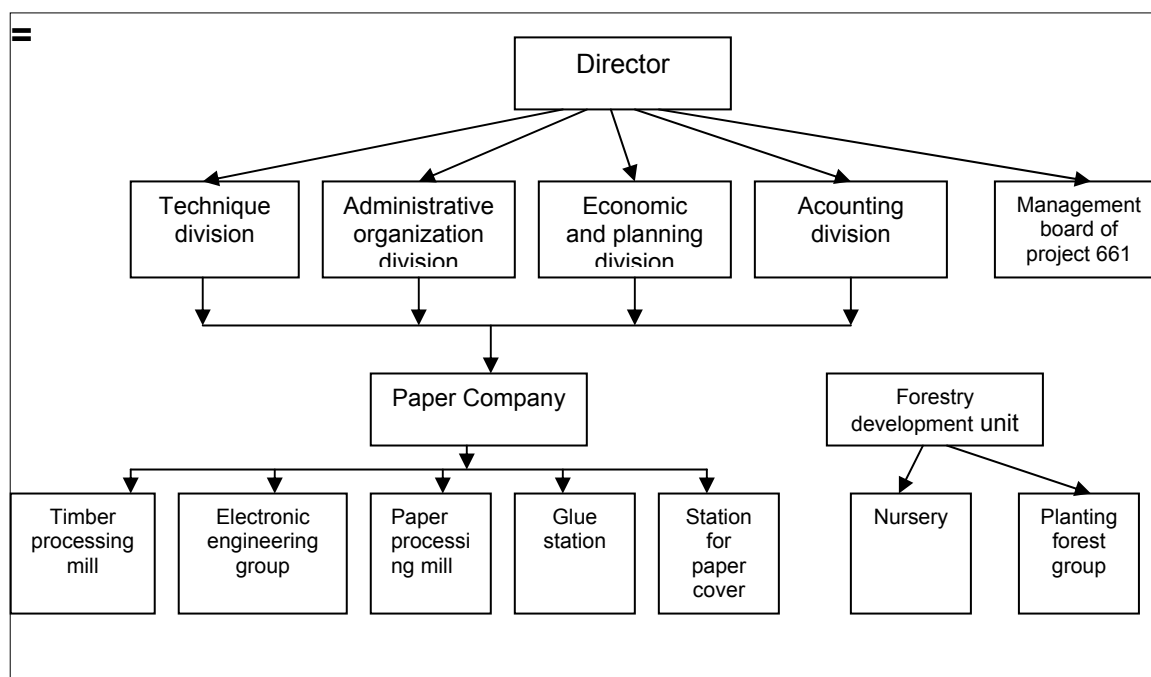 =
Director
Technique
division
Administrative
organization
division
Economic
and planning
division
Acounting
division
Management
board of
project 661
Paper Company
Forestry
development unit
Timber
processing
mill
Electronic
engineering
group
Paper
processi
ng mill
Glue
station
Station
for
paper
cover
Nursery
Planting
forest
group